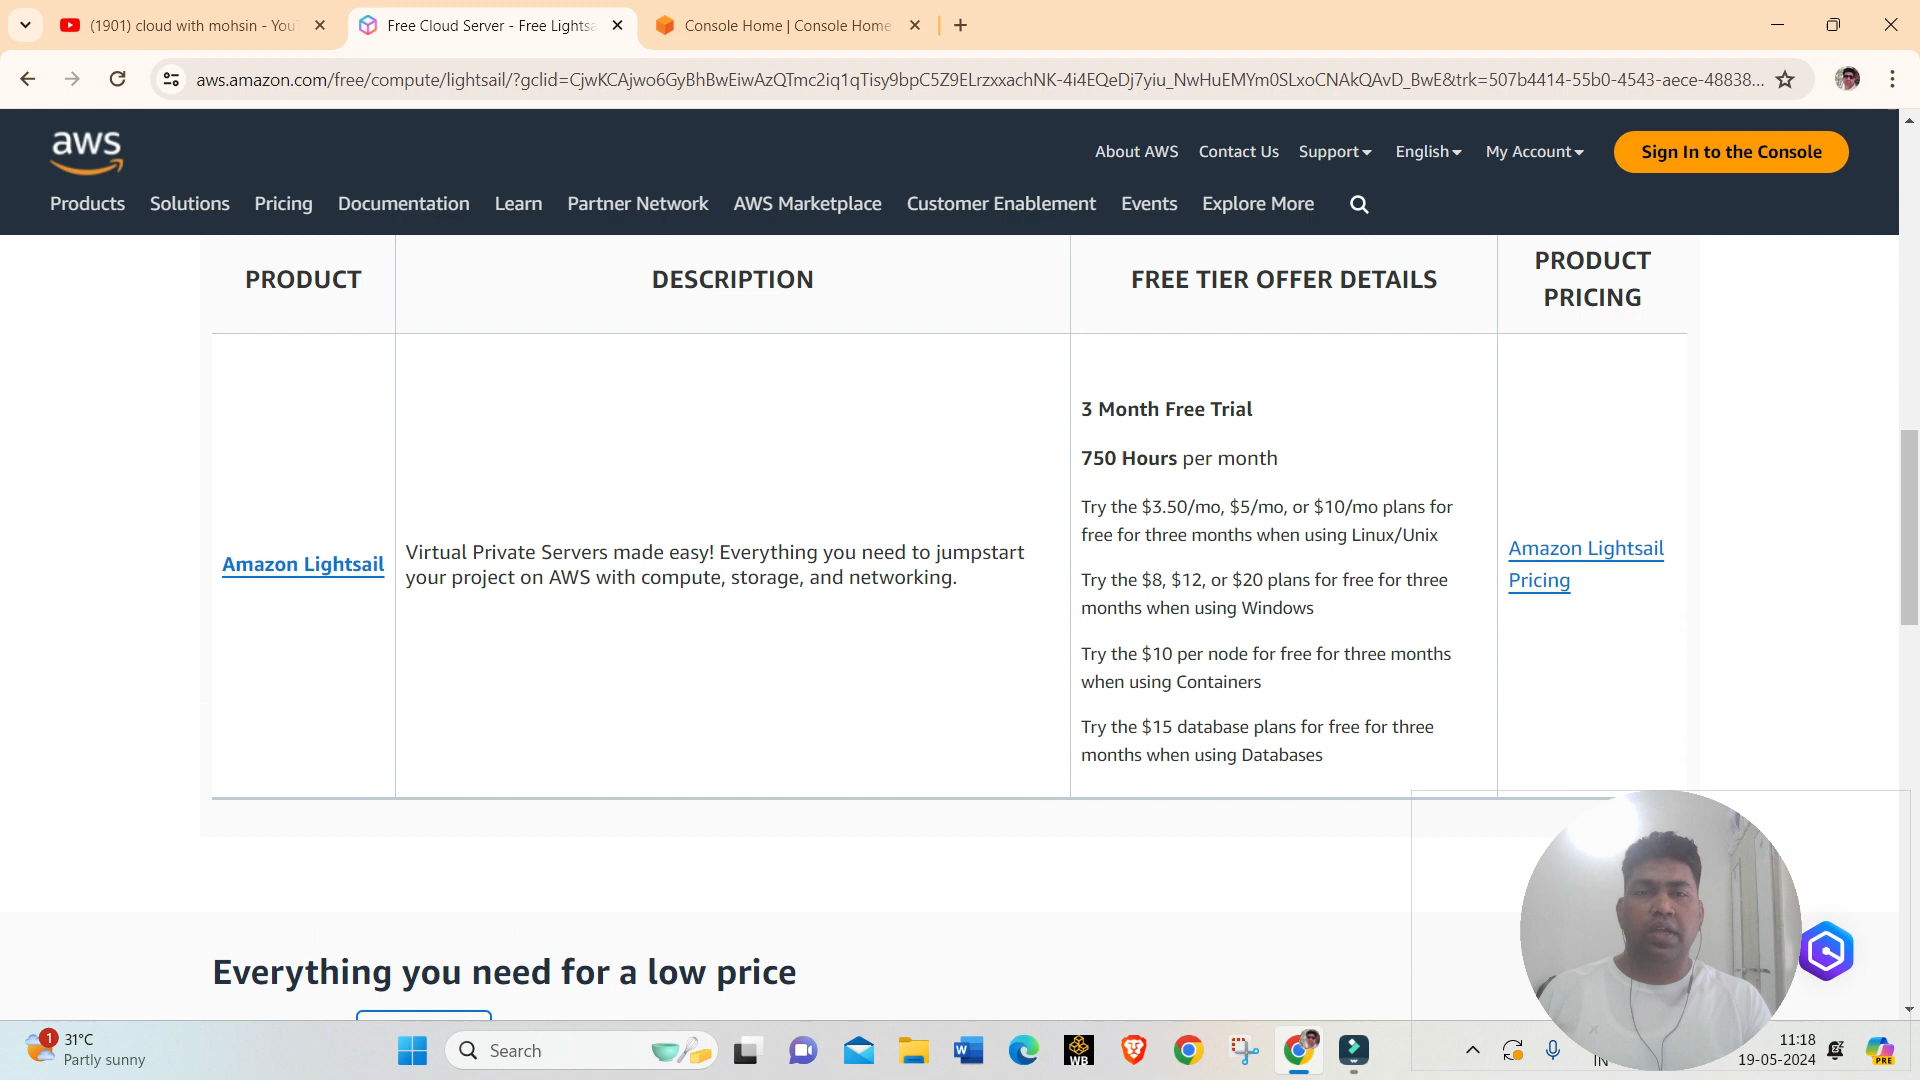 (1901) cloud with mohsin - You
Free Cloud Server - Free Lightsa
Console Home | Console Home
aws.amazon.com/free/compute/lightsail/?gclid=CjwKCAjwo6GyBhBwEiwAzQTmc2iq1qTisy9bpC5Z9ELrzxxachNK-4i4EQeDj7yiu_NwHuEMYm0SLxoCNAkQAvD_BwE&trk=507b4414-55b0-4543-aece-48838...
aws
About AWS Contact Us Support English My Account Sign In to the Console
Products Solutions Pricing Documentation Learn Partner Network AWS Marketplace Customer Enablement Events Explore More
PRODUCT
DESCRIPTION
FREE TIER OFFER DETAILS
PRODUCT
PRICING
Amazon Lightsail
Virtual Private Servers made easy! Everything you need to jumpstart
your project on AWS with compute, storage, and networking.
3 Month Free Trial
750 Hours per month
Try the $3.50/mo, $5/mo, or $10/mo plans for
free for three months when using Linux/Unix
Try the $8, $12, or $20 plans for free for three
months when using Windows
Try the $10 per node for free for three months
when using Containers
Try the $15 database plans for free for three
months when using Databases
Amazon Lightsail
Pricing
Everything you need for a low price
1
31°C
Partly sunny
Search
W
WB
IN
11:18
19-05-2024
PRE